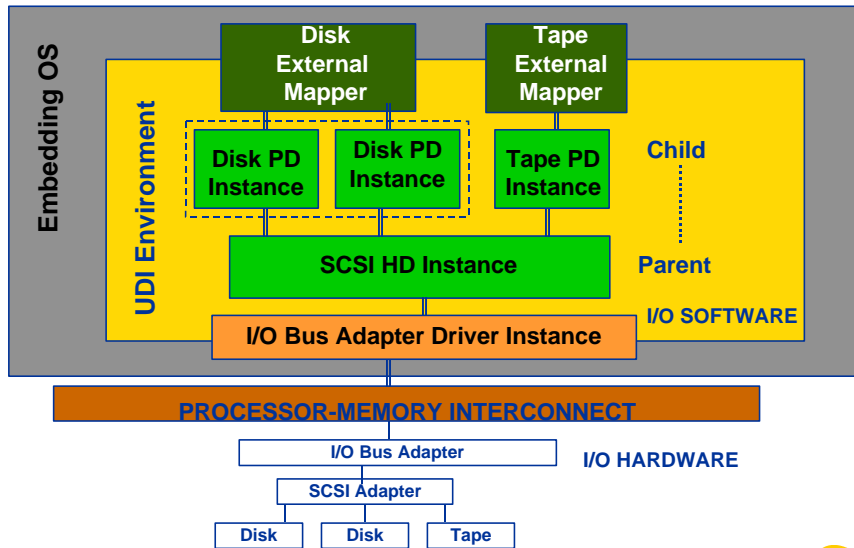 Embedding OS
UDI Environment
Disk
External
Mapper
Tape
External
Mapper
Disk PD
Instance
Disk PD
Instance
Tape PD
Instance
Child
SCSI HD Instance
Parent
I/O SOFTWARE
I/O Bus Adapter Driver Instance
PROCESSOR-MEMORY INTERCONNECT
I/O Bus Adapter
I/O HARDWARE
SCSI Adapter
Disk
Disk
Tape